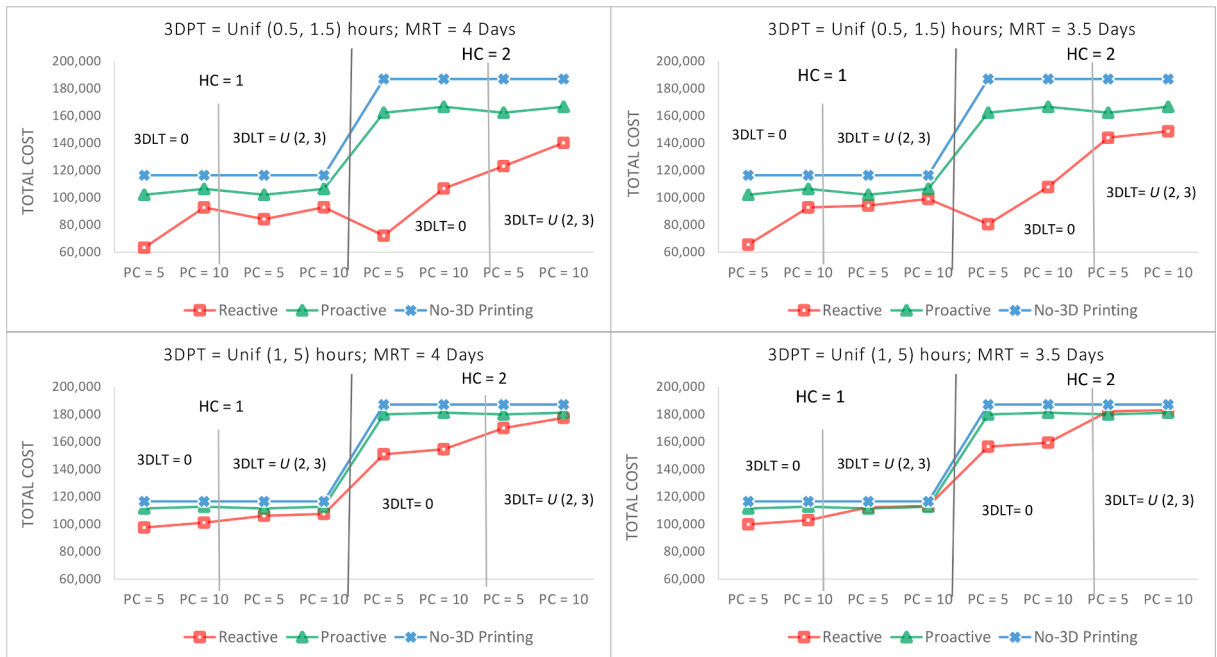 3DPT = Unif (0.5, 1.5) hours; MRT = 4 Days
HC = 2
200,000
HC = 1
180,000
160,000
3DLT = 0
3DLT = U (2, 3)
140,000
120,000
100,000
3DLT= 0
3DLT= U (2, 3)
80,000
60,000
TOTAL COST
PC = 5 PC = 10 PC = 5 PC = 10 PC = 5 PC = 10 PC = 5 PC = 10
Reactive Proactive No-3D Printing
3DPT = Unif (0.5, 1.5) hours; MRT = 3.5 Days
HC = 2
200,000
HC = 1
180,000
160,000
3DLT = 0
3DLT = U (2, 3)
140,000
120,000
100,000
3DLT= U (2, 3)
3DLT= 0
80,000
60,000
TOTAL COST
PC = 5 PC = 10 PC = 5 PC = 10 PC = 5 PC = 10 PC = 5 PC = 10
Reactive Proactive No-3D Printing
3DPT = Unif (1, 5) hours; MRT = 4 Days
HC = 2
200,000
HC = 1
180,000
160,000
3DLT = 0
3DLT = U (2, 3)
140,000
120,000
3DLT= 0
3DLT= U (2, 3)
100,000
80,000
60,000
TOTAL COST
PC = 5 PC = 10 PC = 5 PC = 10 PC = 5 PC = 10 PC = 5 PC = 10
Reactive Proactive No-3D Printing
3DPT = Unif (1, 5) hours; MRT = 3.5 Days
HC = 2
200,000
HC = 1
180,000
160,000
3DLT = 0
3DLT = U (2, 3)
140,000
120,000
3DLT= 0
3DLT= U (2, 3)
100,000
80,000
60,000
TOTAL COST
PC = 5 PC = 10 PC = 5 PC = 10 PC = 5 PC = 10 PC = 5 PC = 10
Reactive Proactive No-3D Printing